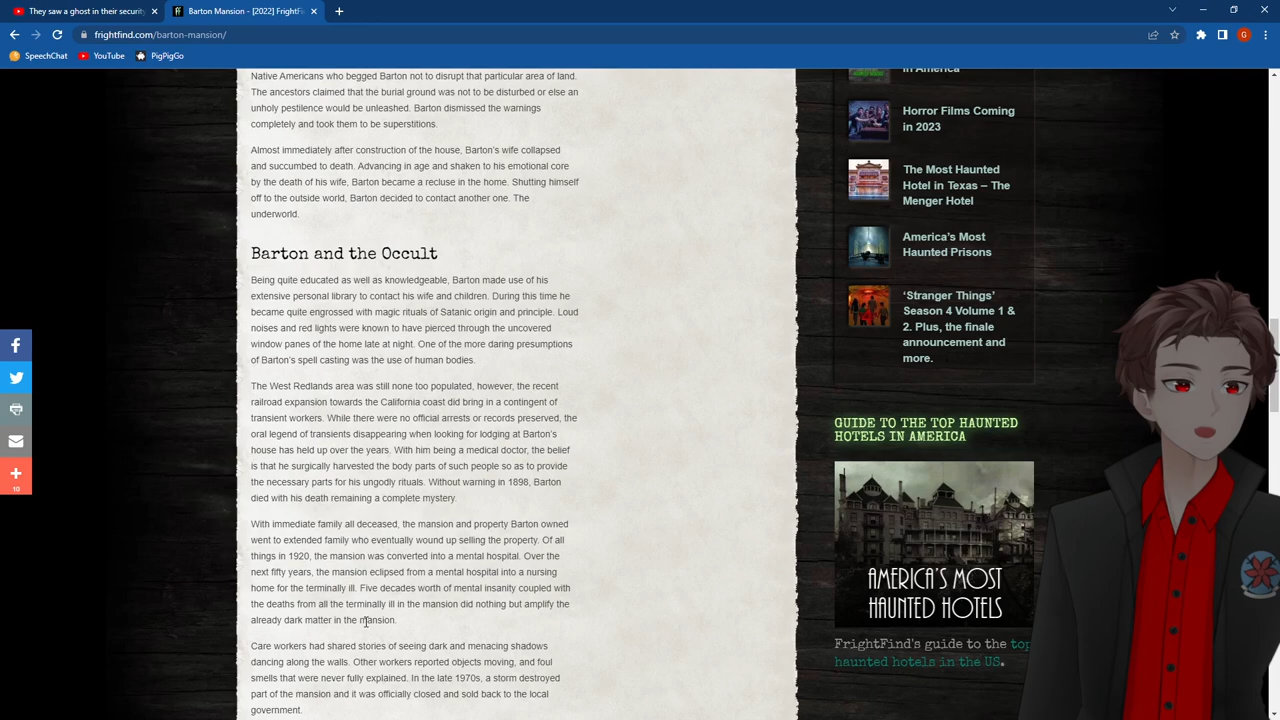 They saw a ghost in their security
Barton Mansion - [2022] FrightFi
frightfind.com/barton-mansion/
G
SpeechChat
YouTube
PigPigGo
Native Americans who begged Barton not to disrupt that particular area of land.
The ancestors claimed that the burial ground was not to be disturbed or else an
unholy pestilence would be unleashed. Barton dismissed the warnings
completely and took them to be superstitions.
Almost immediately after construction of the house, Barton's wife collapsed
and succumbed to death. Advancing in age and shaken to his emotional core
by the death of his wife, Barton became a recluse in the home. Shutting himself
off to the outside world, Barton decided to contact another one. The
underworld.
Barton and the Occult
Being quite educated as well as knowledgeable, Barton made use of his
extensive personal library to contact his wife and children. During this time he
became quite engrossed with magic rituals of Satanic origin and principle. Loud
noises and red lights were known to have pierced through the uncovered
window panes of the home late at night. One of the more daring presumptions
of Barton's spell casting was the use of human bodies.
The West Redlands area was still none too populated, however, the recent
railroad expansion towards the California coast did bring in a contingent of
transient workers. While there were no official arrests or records preserved, the
oral legend of transients disappearing when looking for lodging at Barton's
house has held up over the years. With him being a medical doctor, the belief
is that he surgically harvested the body parts of such people so as to provide
the necessary parts for his ungodly rituals. Without warning in 1898, Barton
died with his death remaining a complete mystery.
With immediate family all deceased, the mansion and property Barton owned
went to extended family who eventually wound up selling the property. Of all
things in 1920, the mansion was converted into a mental hospital. Over the
next fifty years, the mansion eclipsed from a mental hospital into a nursing
home for the terminally ill. Five decades worth of mental insanity coupled with
the deaths from all the terminally ill in the mansion did nothing but amplify the
already dark matter in the mansion.
Care workers had shared stories of seeing dark and menacing shadows
dancing along the walls. Other workers reported objects moving, and foul
smells that were never fully explained. In the late 1970s, a storm destroyed
part of the mansion and it was officially closed and sold back to the local
government.
10
in America
Horror Films Coming
in 2023
The Most Haunted
Hotel in Texas – The
Menger Hotel
America's Most
Haunted Prisons
'Stranger Things'
Season 4 Volume 1 &
2. Plus, the finale
announcement and
more.
GUIDE TO THE TOP HAUNTED
HOTELS IN AMERICA
AMERICA'S MOST
HAUNTED HOTELS
FrightFind's guide to the top
haunted hotels in the US.